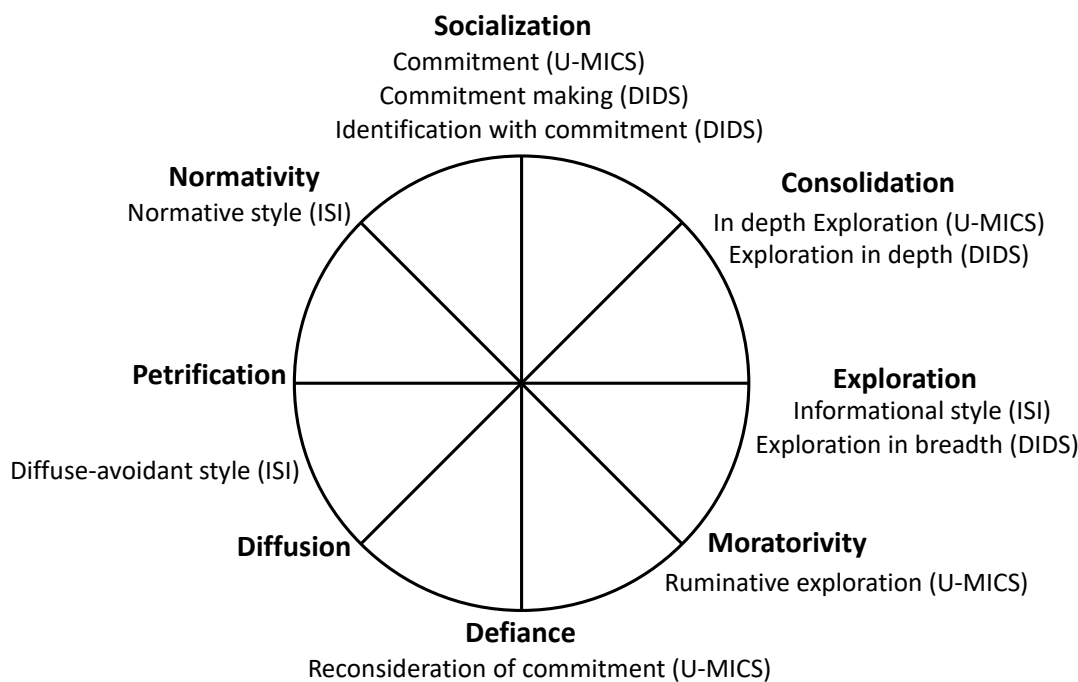 Socialization
Commitment (U-MICS)
Commitment making (DIDS)
Identification with commitment (DIDS)
Normativity
Normative style (ISI)
Consolidation
In depth Exploration (U-MICS)
Exploration in depth (DIDS)
Petrification
Exploration
Informational style (ISI)
Exploration in breadth (DIDS)
Diffuse-avoidant style (ISI)
Diffusion
Moratorivity
Ruminative exploration (U-MICS)
Defiance
Reconsideration of commitment (U-MICS)